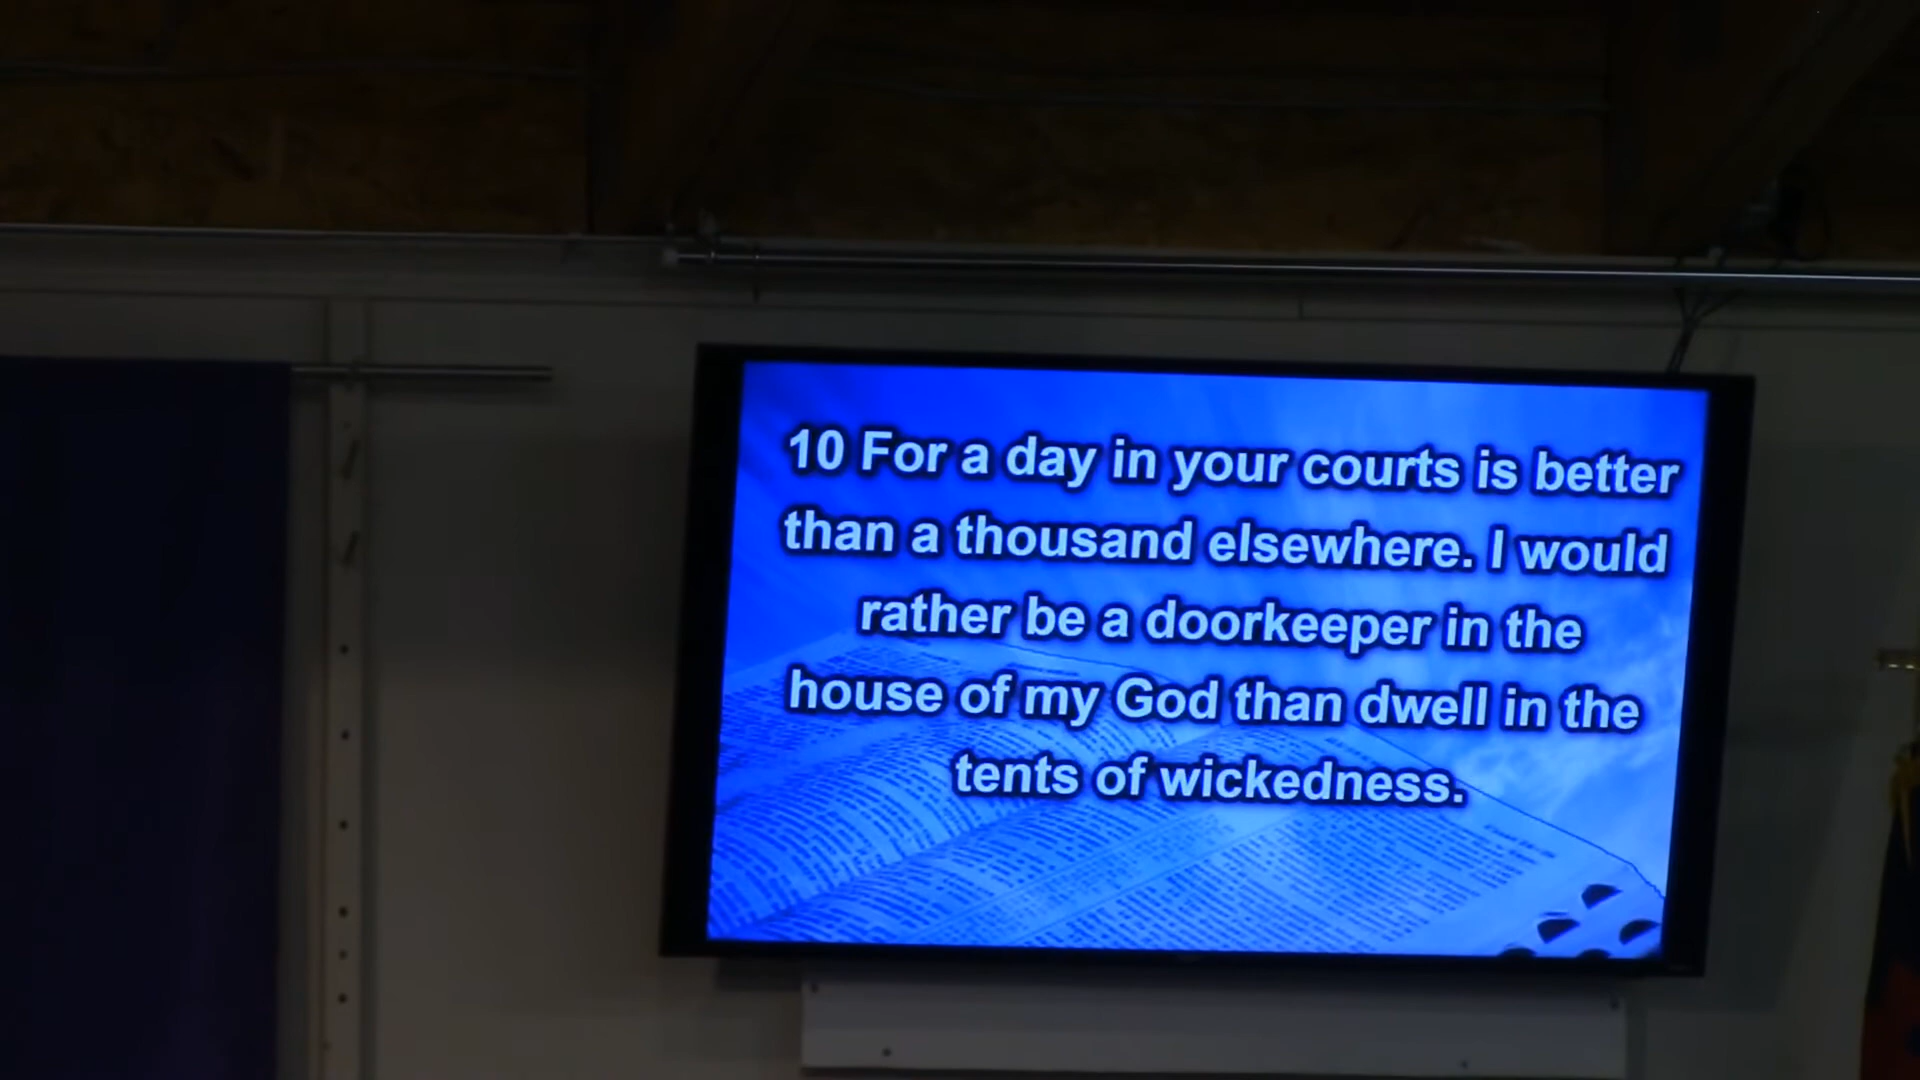 10 For a day in your courts is better
than a thousand elsewhere. I would
rather be a doorkeeper in the
house of my God than dwell in the
tents of wickedness.